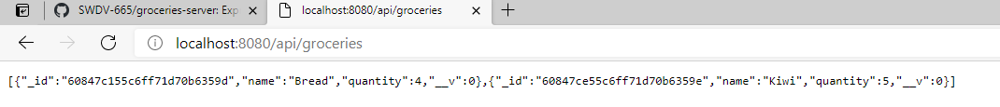 SWDV-665/groceries-server: Exp
localhost:8080/api/groceries
localhost:8080/api/groceries
[{"_id":"60847c155c6ff71d70b6359d","name":"Bread","quantity":4,"__v":0},{"_id":"60847ce55c6ff71d70b6359e","name":"Kiwi","quantity":5,"__v":0}]